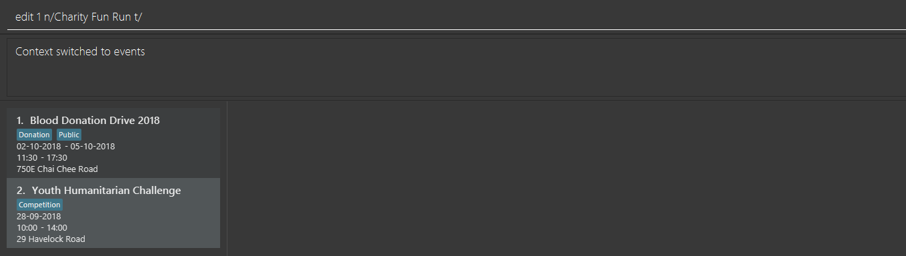 edit 1 n/Charity Fun Run t/
Context switched to events
1. Blood Donation Drive 2018
Donation Public
02-10-2018 - 05-10-2018
11:30 - 17:30
750E Chai Chee Road
2. Youth Humanitarian Challenge
Competition
28-09-2018
10:00 - 14:00
29 Havelock Road